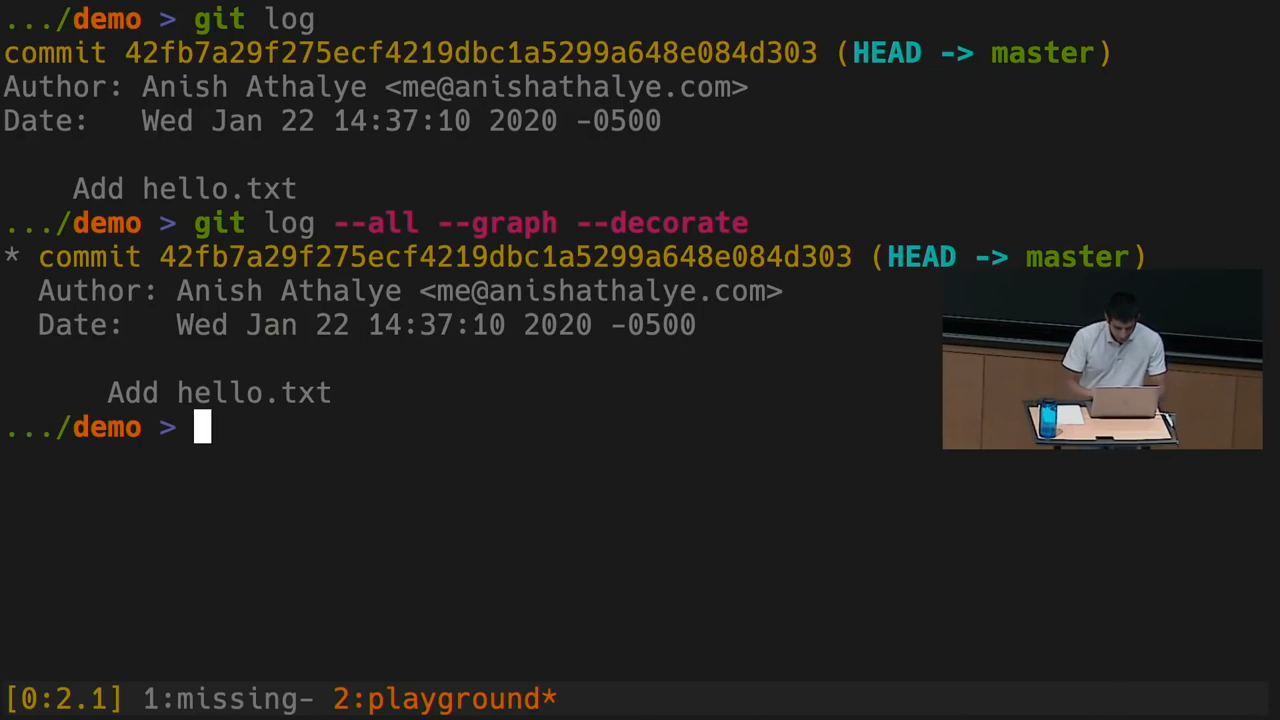 .../demo > git log
commit 42fb7a29f275ecf4219dbc1a5299a648e084d303 (HEAD -> master)
Author: Anish Athalye <me@anishathalye.com>
Date:   Wed Jan 22 14:37:10 2020 -0500
    Add hello.txt
.../demo > git log --all --graph --decorate
* commit 42fb7a29f275ecf4219dbc1a5299a648e084d303 (HEAD -> master)
  Author: Anish Athalye <me@anishathalye.com>
  Date:   Wed Jan 22 14:37:10 2020 -0500
      Add hello.txt
.../demo >
[0:2.1] 1:missing- 2:playground*